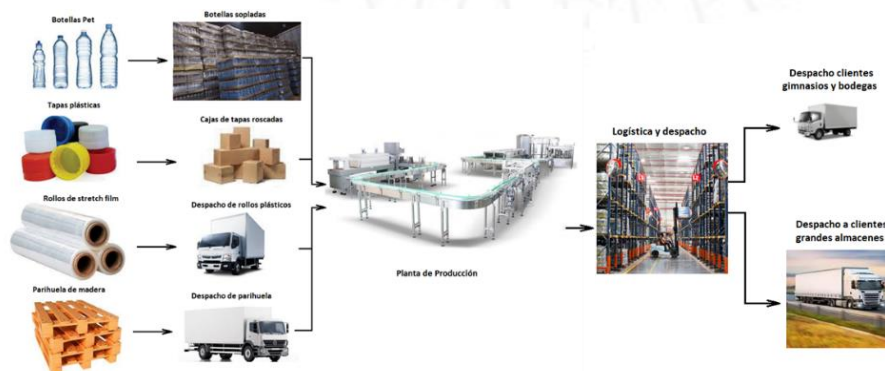 Botellas Pet
Botellas sopladas
Tapas plásticas
Cajas de tapas roscadas
Rollos de stretch film
Despacho de rollos plásticos
Parihuela de madera
Despacho de parihuela
Planta de Producción
Logística y despacho
Despacho clientes
gimnasios y bodegas
Despacho a clientes
grandes almacenes